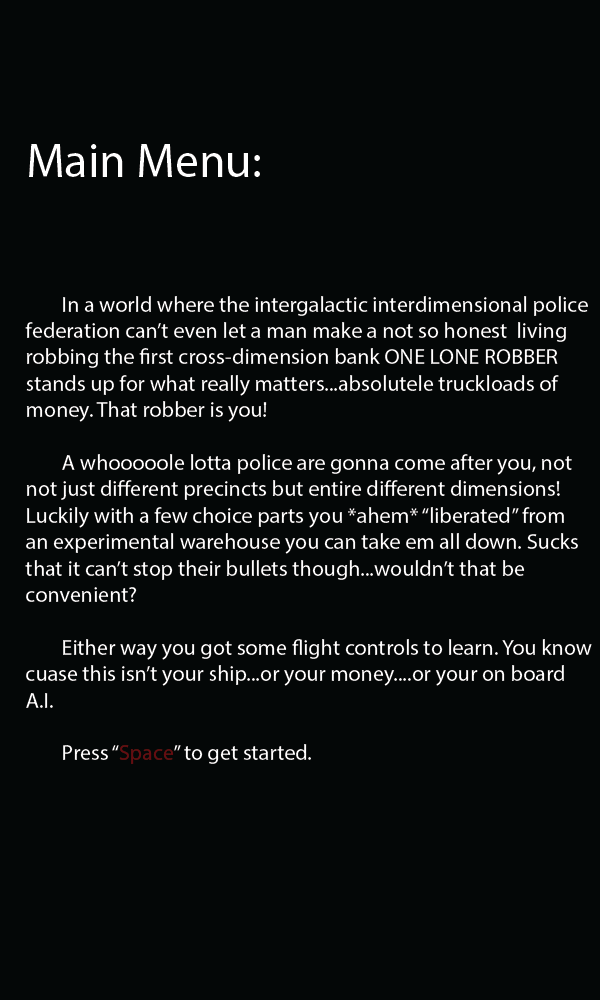 Main Menu:
In a world where the intergalactic interdimensional police
federation can’t even let a man make a not so honest  living
robbing the first cross-dimension bank ONE LONE ROBBER
stands up for what really matters...absolutele truckloads of
money. That robber is you!
A whooooole lotta police are gonna come after you, not
not just different precincts but entire different dimensions!
Luckily with a few choice parts you *ahem* “liberated” from
an experimental warehouse you can take em all down. Sucks
that it can’t stop their bullets though...wouldn’t that be
convenient?
Either way you got some flight controls to learn. You know
cuase this isn’t your ship...or your money....or your on board
A.I.
Press “Space” to get started.